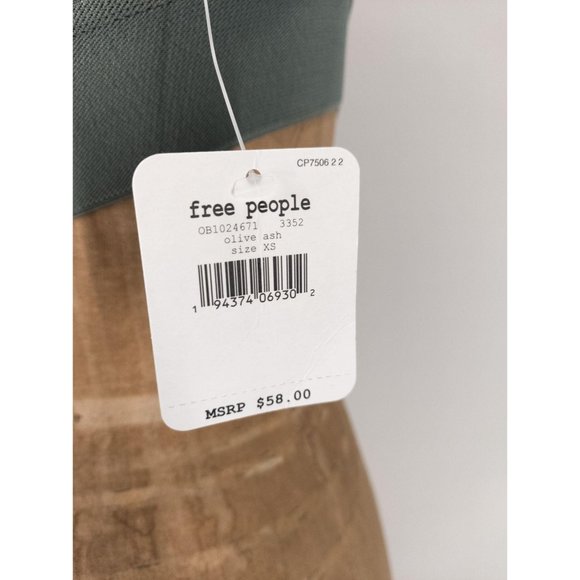 CP7506 2 2
free people
OB1024671 3352
olive ash
size XS
1 94374 06930 2
MSRP $58.00